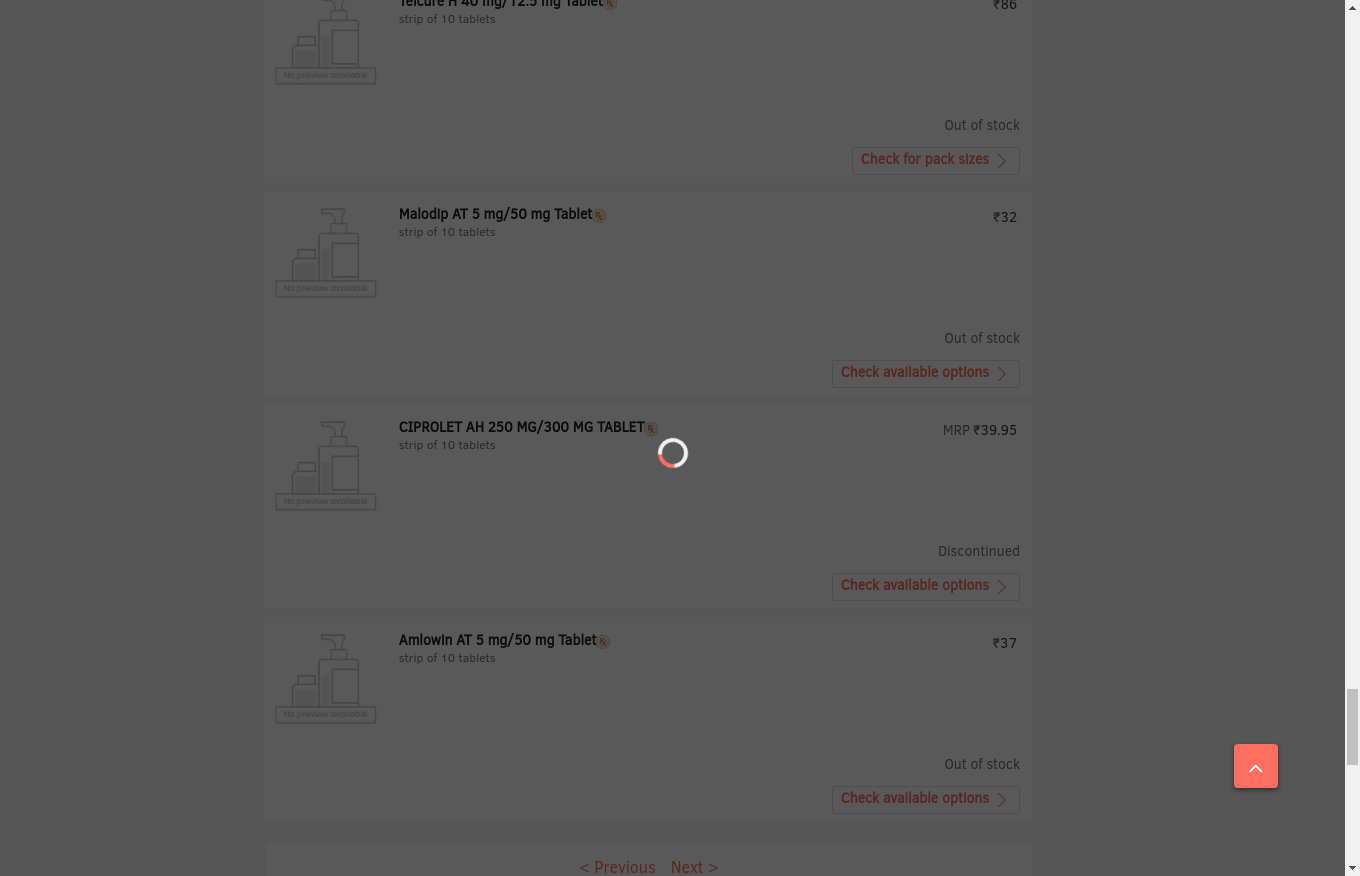 Telcure H 40 mg/12.5 mg Tablet
₹86
strip of 10 tablets
No preview available
Out of stock
Check for pack sizes
Malodip AT 5 mg/50 mg Tablet
₹32
strip of 10 tablets
No preview available
Out of stock
Check available options
CIPROLET AH 250 MG/300 MG TABLET
MRP ₹39.95
strip of 10 tablets
No preview available
Discontinued
Check available options
Amlowin AT 5 mg/50 mg Tablet
₹37
strip of 10 tablets
No preview available
Out of stock
Check available options
< Previous Next >